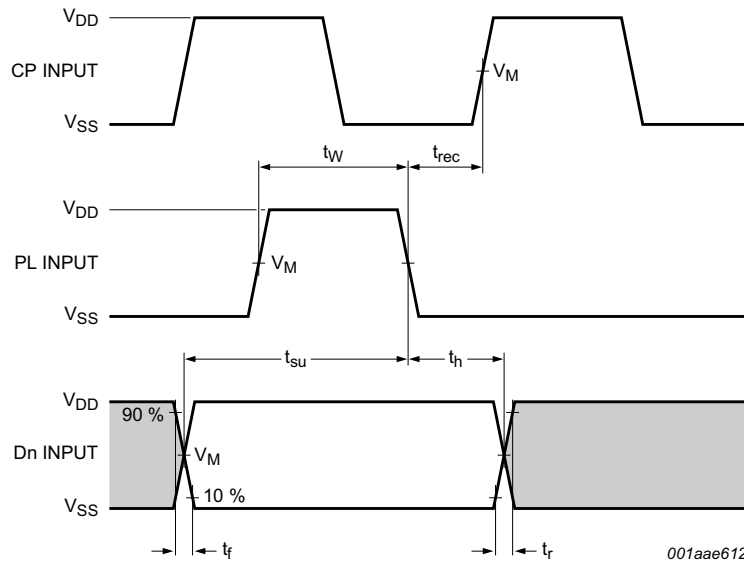 VDD
CP INPUT
VM
VSS
tW
trec
VDD
PL INPUT
VM
VSS
tsu
th
VDD
90 %
Dn INPUT
VM
10 %
VSS
tf
tr
001aae612